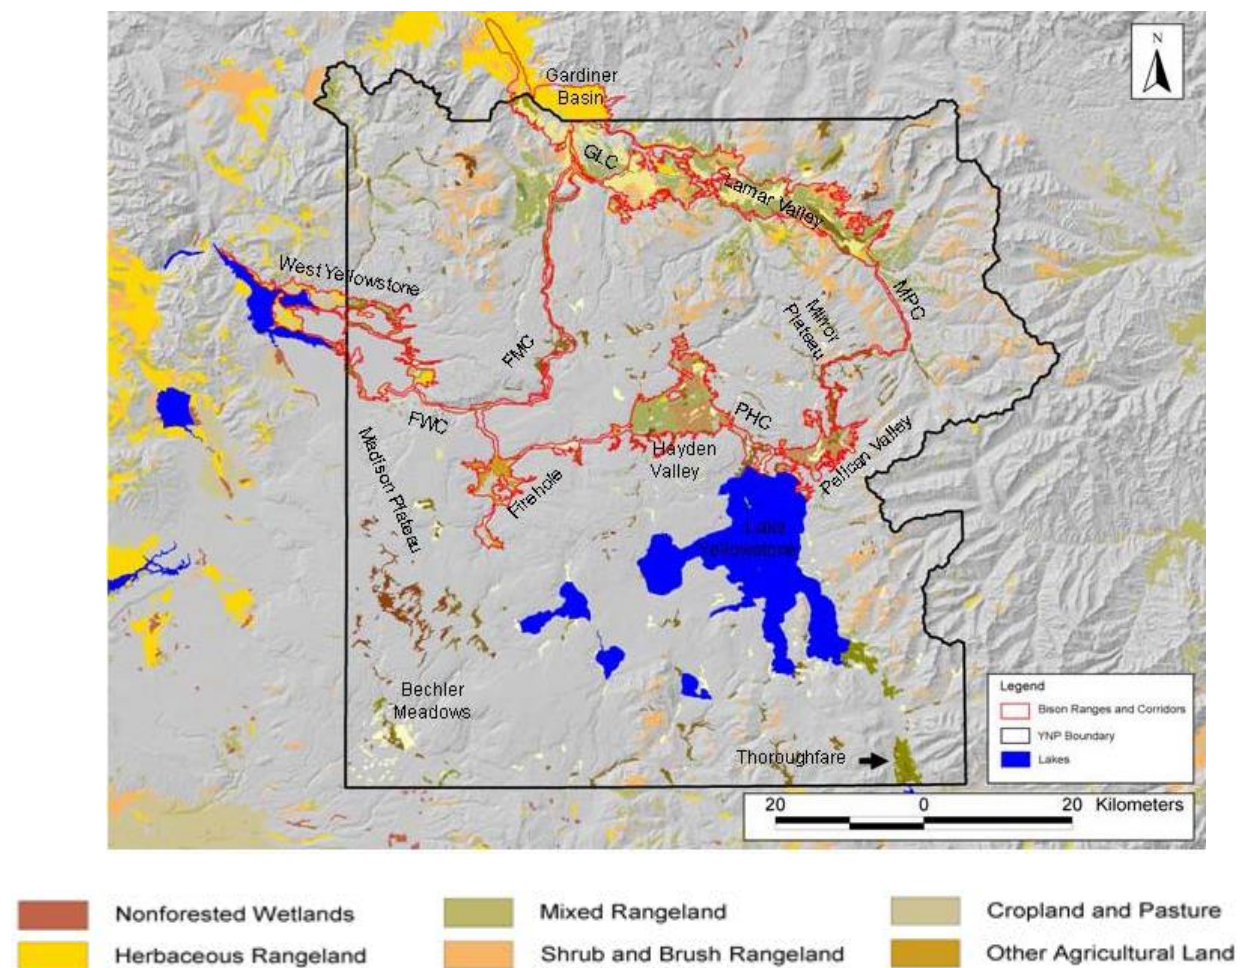 N
Gardiner
Basin
GLC
Lamar Valley
West Yellowstone
MPC
Mirror
Plateau
FMC
FWC
PHC
Hayden
Valley
Pelican Valley
Madison Plateau
Firehole
Lake
Yellowstone
Bechler
Meadows
Thoroughfare
Legend
Bison Ranges and Corridors
YNP Boundary
Lakes
20 0 20 Kilometers
Nonforested Wetlands
Mixed Rangeland
Cropland and Pasture
Herbaceous Rangeland
Shrub and Brush Rangeland
Other Agricultural Land